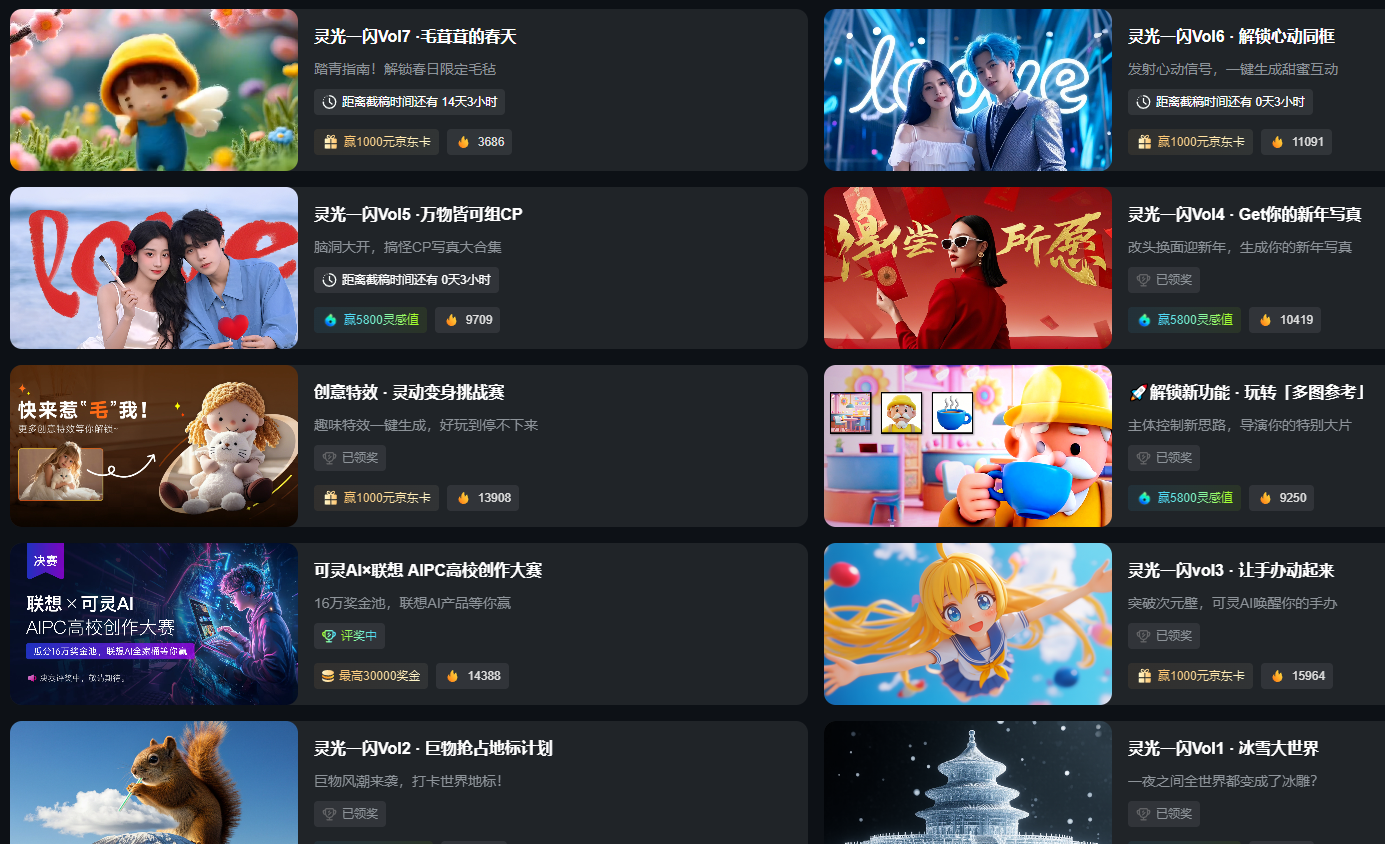 灵光一闪Vol7 ·毛茸茸的春天
踏青指南！解锁春日限定毛毡
距离截稿时间还有 14天3小时
赢1000元京东卡
3686
loove
灵光一闪Vol6 · 解锁心动同框
发射心动信号，一键生成甜蜜互动
距离截稿时间还有 0天3小时
赢1000元京东卡
11091
love
灵光一闪Vol5 ·万物皆可组CP
脑洞大开，搞怪CP写真大合集
距离截稿时间还有 0天3小时
赢5800灵感值
9709
得偿所愿
灵光一闪Vol4 · Get你的新年写真
改头换面迎新年，生成你的新年写真
已领奖
赢5800灵感值
10419
快来惹“毛”我！
更多创意特效等你解锁~
创意特效 · 灵动变身挑战赛
趣味特效一键生成，好玩到停不下来
已领奖
赢1000元京东卡
13908
🚀解锁新功能 · 玩转「多图参考」
主体控制新思路，导演你的特别大片
已领奖
赢5800灵感值
9250
决赛
联想×可灵AI
AIPC高校创作大赛
瓜分16万奖金池，联想AI全家桶等你赢
决赛评奖中，敬请期待。
可灵AI×联想 AIPC高校创作大赛
16万奖金池，联想AI产品等你赢
评奖中
最高30000奖金
14388
灵光一闪vol3 · 让手办动起来
突破次元壁，可灵AI唤醒你的手办
已领奖
赢1000元京东卡
15964
灵光一闪Vol2 · 巨物抢占地标计划
巨物风潮来袭，打卡世界地标！
已领奖
灵光一闪Vol1 · 冰雪大世界
一夜之间全世界都变成了冰雕？
已领奖